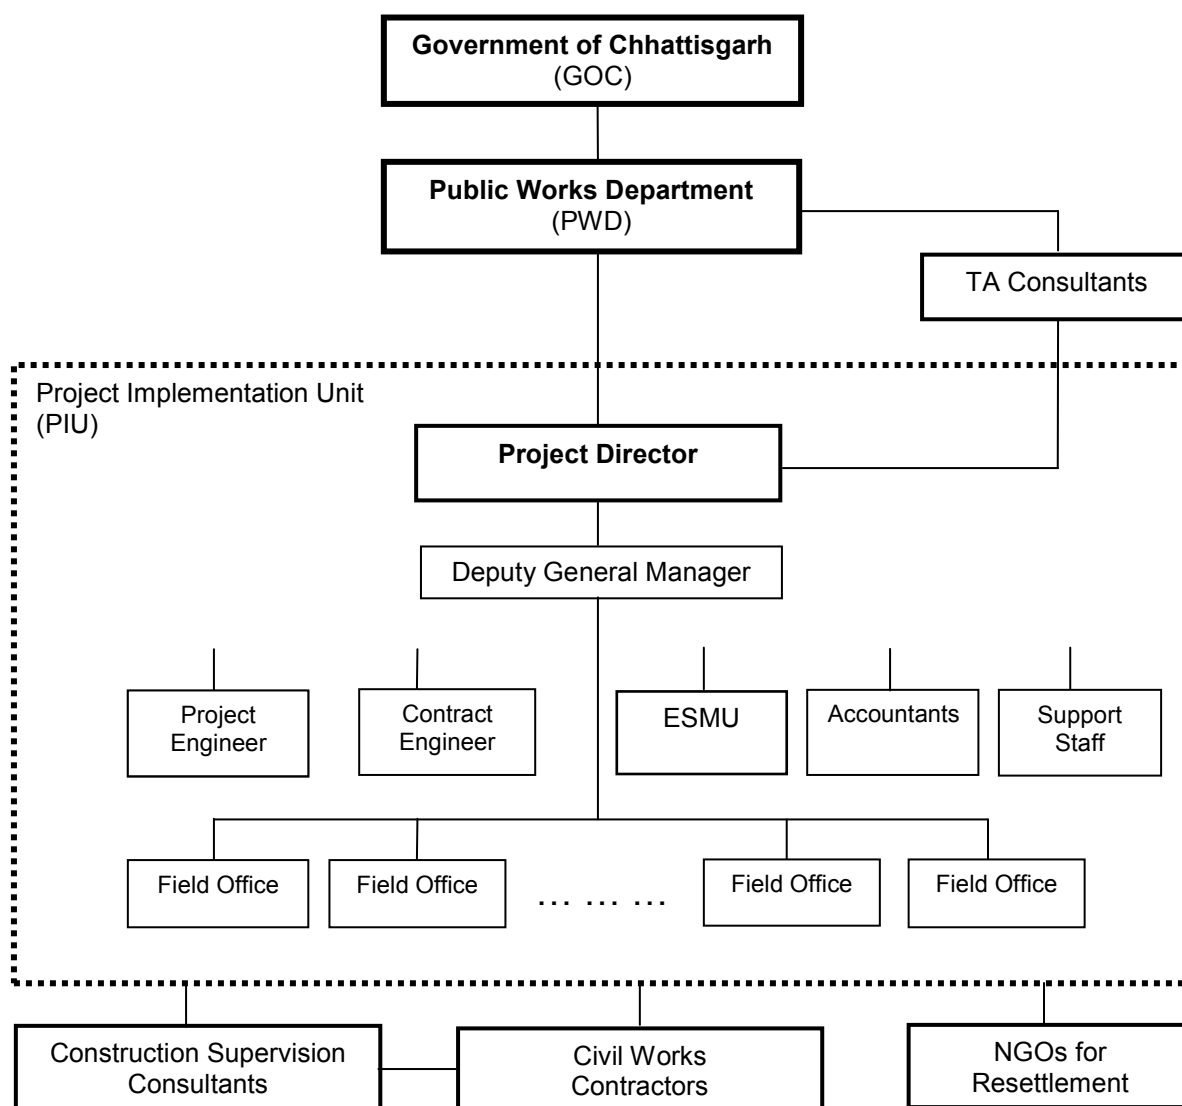 Government of Chhattisgarh
(GOC)
Public Works Department
(PWD)
TA Consultants
Project Implementation Unit
(PIU)
Project Director
Deputy General Manager
Project
Engineer
Contract
Engineer
ESMU
Accountants
Support
Staff
Field Office
Field Office
... ... ...
Field Office
Field Office
Construction Supervision
Consultants
Civil Works
Contractors
NGOs for
Resettlement